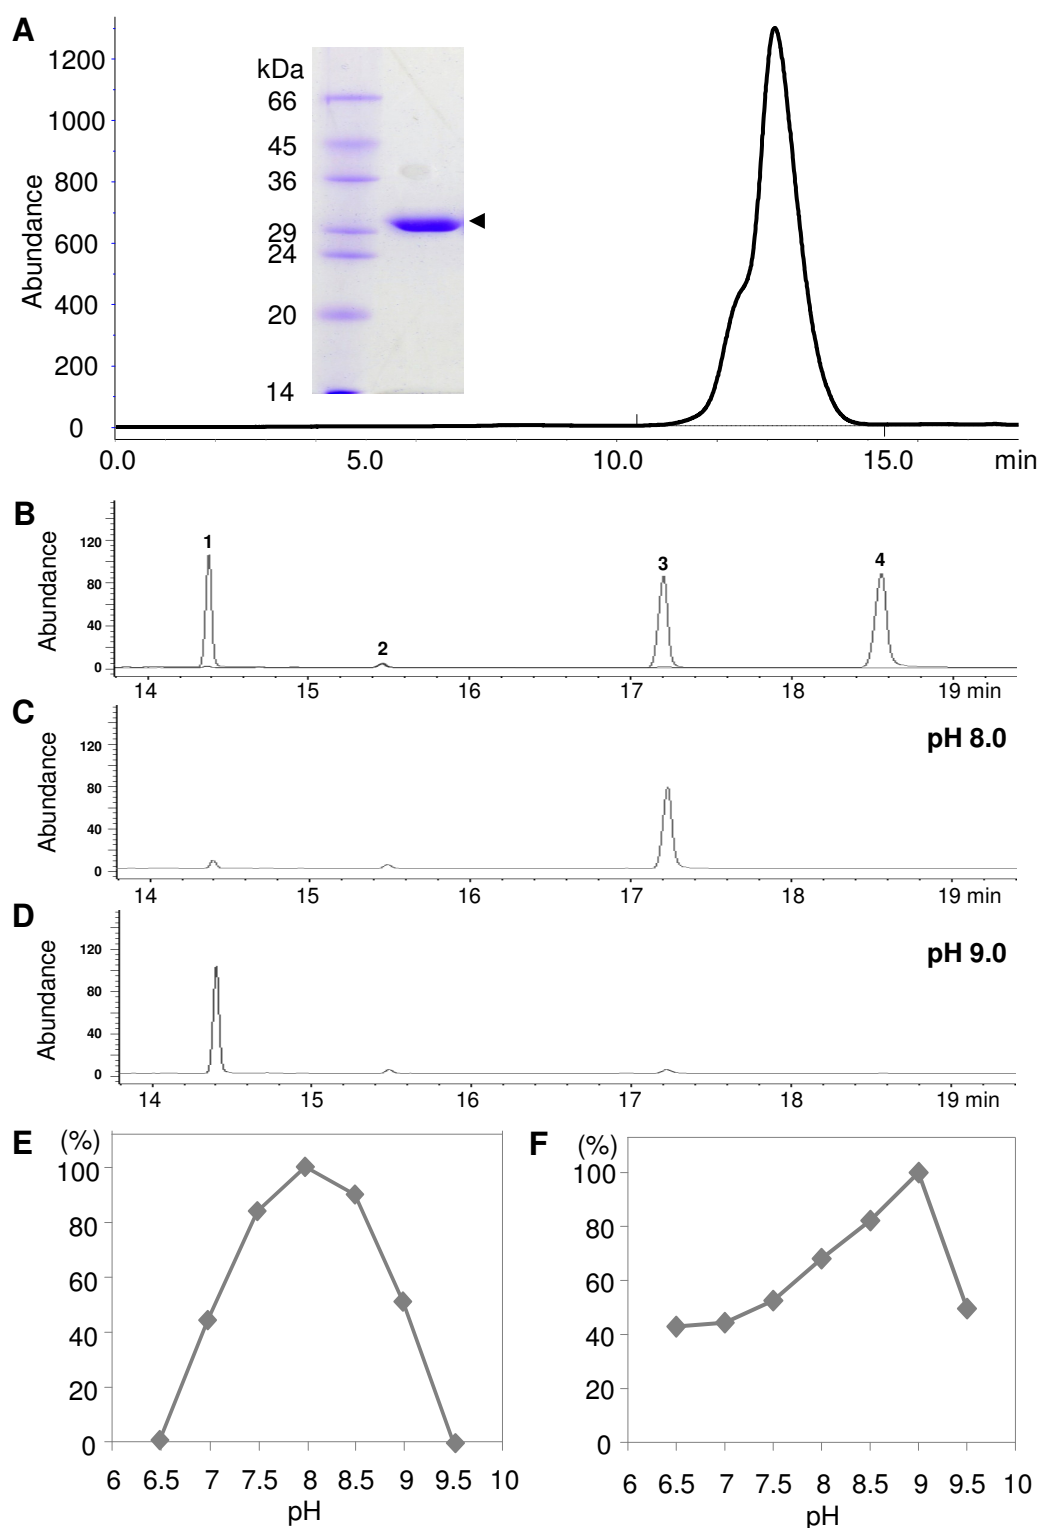 A
Abundance
1200
1000
800
600
400
200
0
kDa
66
45
36
29
24
20
14
0.0 5.0 10.0 15.0 min
B
Abundance
120
80
40
0
1
2
3
4
14 15 16 17 18 19 min
C
Abundance
120
80
40
0
pH 8.0
14 15 16 17 18 19 min
D
Abundance
120
80
40
0
pH 9.0
14 15 16 17 18 19 min
E (%)
100
80
60
40
20
0
6 6.5 7 7.5 8 8.5 9 9.5 10
pH
F (%)
100
80
60
40
20
0
6 6.5 7 7.5 8 8.5 9 9.5 10
pH